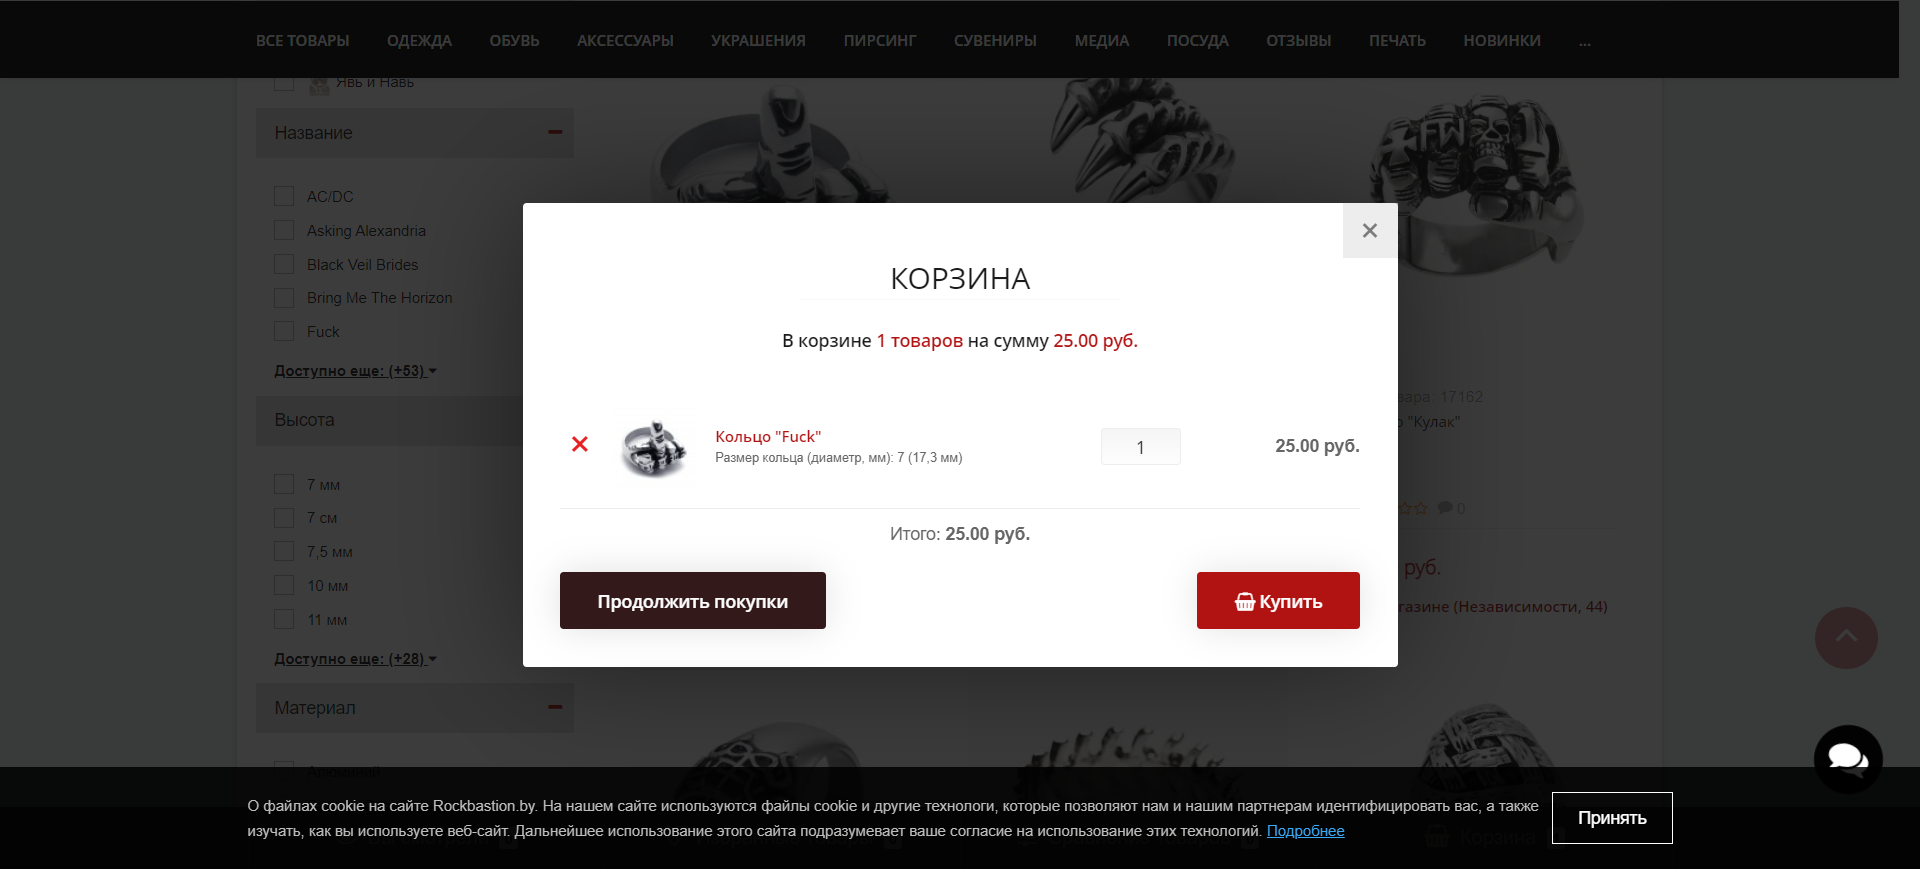 ВСЕ ТОВАРЫ ОДЕЖДА ОБУВЬ АКСЕССУАРЫ УКРАШЕНИЯ ПИРСИНГ СУВЕНИРЫ МЕДИА ПОСУДА ОТЗЫВЫ ПЕЧАТЬ НОВИНКИ ...
Явь и Навь
Название
AC/DC
Asking Alexandria
Black Veil Brides
Bring Me The Horizon
Fuck
Доступно еще: (+53)
Высота
7 мм
7 см
7,5 мм
10 мм
11 мм
Доступно еще: (+28)
Материал
Алюминий
КОРЗИНА
В корзине 1 товаров на сумму 25.00 руб.
Кольцо "Fuck"
Размер кольца (диаметр, мм): 7 (17,3 мм)
1
25.00 руб.
Итого: 25.00 руб.
Продолжить покупки
Купить
17162
"Кулак"
0
руб.
(Независимости, 44)
О файлах cookie на сайте Rockbastion.by. На нашем сайте используются файлы cookie и другие технологи, которые позволяют нам и нашим партнерам идентифицировать вас, а также
изучать, как вы используете веб-сайт. Дальнейшее использование этого сайта подразумевает ваше согласие на использование этих технологий. Подробнее
Принять
Корзина